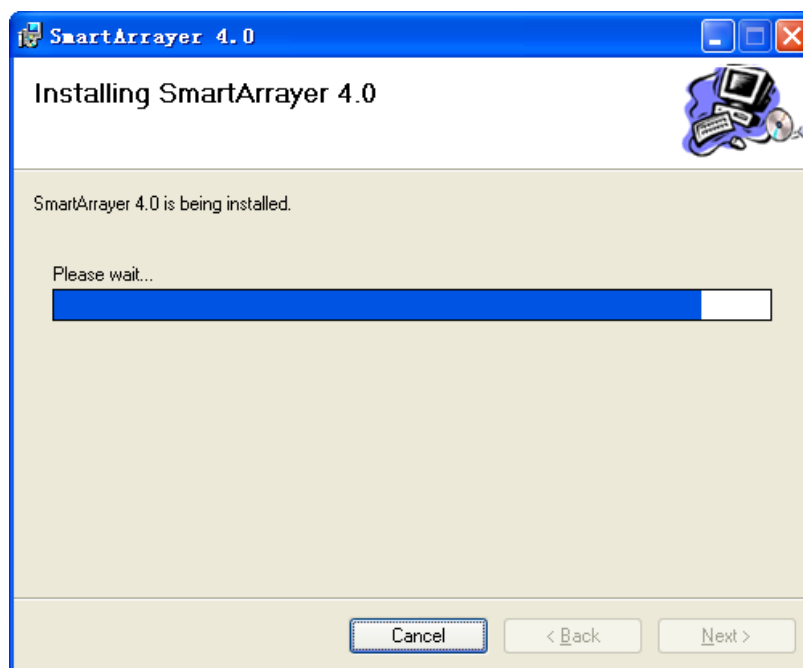 SmartArrayer 4.0
Installing SmartArrayer 4.0
SmartArrayer 4.0 is being installed.
Please wait...
Cancel
< Back
Next >